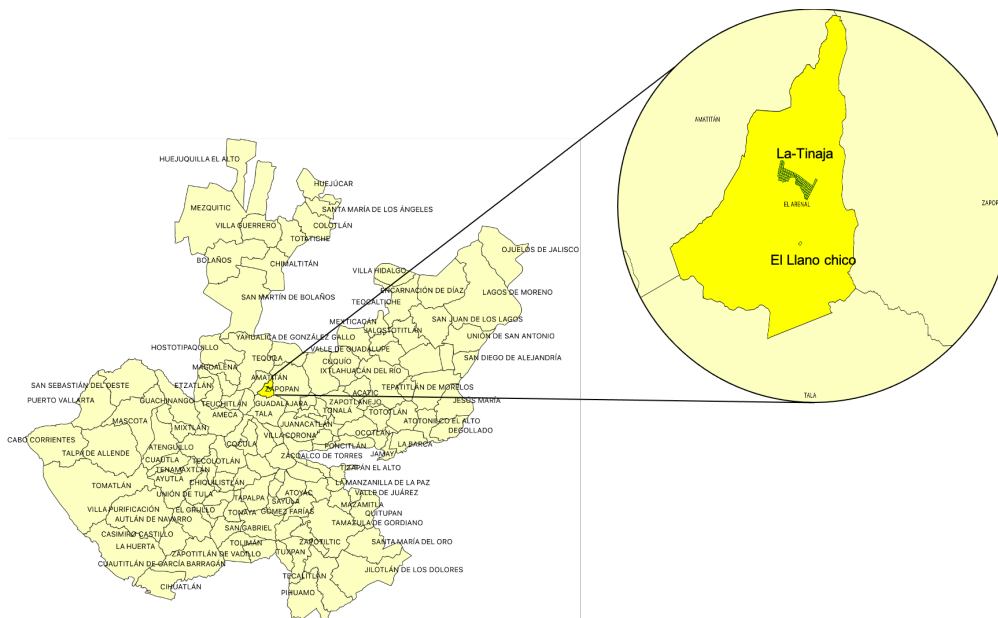 HUEJUQUILLA EL ALTO
HUEJÚCAR
MEZQUITIC
SANTA MARÍA DE LOS ÁNGELES
VILLA GUERRERO
COLOTLÁN
TOTATICHE
BOLAÑOS
CHIMALTITÁN
OJUELOS DE JALISCO
VILLA HIDALGO
ENCARNACIÓN DE DÍAZ
LAGOS DE MORENO
SAN MARTÍN DE BOLAÑOS
TEOCALTICHE
MEXTICACÁN
SAN JUAN DE LOS LAGOS
JALOSTOTITLÁN
YAHUALICA DE GONZÁLEZ GALLO
UNIÓN DE SAN ANTONIO
HOSTOTIPAQUILLO
VALLE DE GUADALUPE
TEQUILA
SAN DIEGO DE ALEJANDRÍA
CUQUÍO
MAGDALENA
IXTLAHUACÁN DEL RÍO
AMATITÁN
SAN SEBASTIÁN DEL OESTE
ETZATLÁN
TEPATITLÁN DE MORELOS
ZAPOPAN
ACATIC
PUERTO VALLARTA
GUACHINANGO
TEUCHITLÁN
GUADALAJARA
ZAPOTLANEJO
JESÚS MARÍA
AMECA
TALA
TONALÁ
TOTOTLÁN
MASCOTA
MIXTLÁN
JUANACATLÁN
ATOTONILCO EL ALTO
DEGOLLADO
CABO CORRIENTES
VILLA CORONA
OCOTLÁN
COCULA
PONCITLÁN
LA BARCA
TALPA DE ALLENDE
ATENGUILLO
ZACOALCO DE TORRES
JAMAY
CUAUTLA
TECOLOTLÁN
TENAMAXTLÁN
TIZAPÁN EL ALTO
AYUTLA
CHIQUILISTLÁN
LA MANZANILLA DE LA PAZ
TOMATLÁN
UNIÓN DE TULA
TAPALPA
ATOYAC
VALLE DE JUÁREZ
SAYULA
MAZAMITLA
VILLA PURIFICACIÓN
EL GRULLO
TONAYA
GÓMEZ FARÍAS
QUITUPAN
AUTLÁN DE NAVARRO
TAMAZULA DE GORDIANO
SAN GABRIEL
CASIMIRO CASTILLO
ZAPOTILTIC
SANTA MARÍA DEL ORO
LA HUERTA
TOLIMÁN
ZAPOTITLÁN DE VADILLO
TUXPAN
CUAUTITLÁN DE GARCÍA BARRAGÁN
JILOTLÁN DE LOS DOLORES
TECALITLÁN
CIHUATLÁN
PIHUAMO
AMATITÁN
La-Tinaja
EL ARENAL
ZAPOP
El Llano chico
TALA